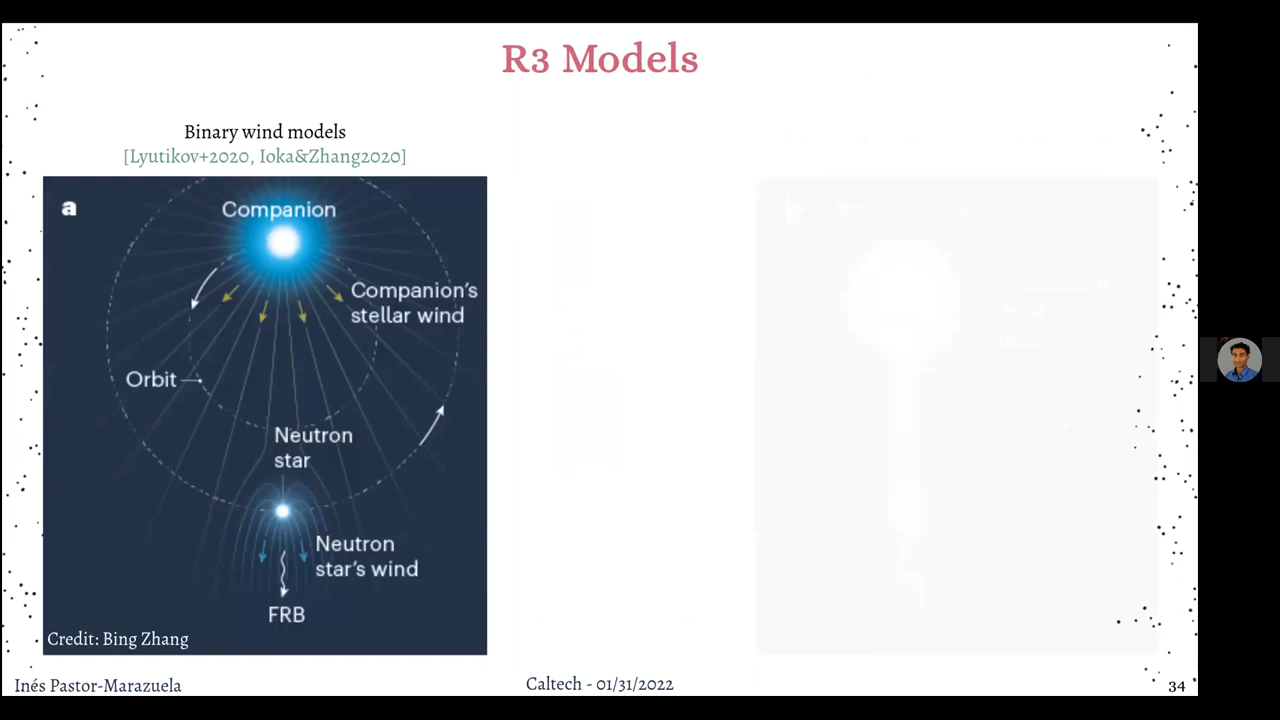 R3 Models
Binary wind models
[Lyutikov+2020, Ioka&Zhang2020]
a
Companion
Companion's
stellar wind
Orbit
Neutron
star
Neutron
star's wind
FRB
Credit: Bing Zhang
Inés Pastor-Marazuela
Caltech - 01/31/2022
34